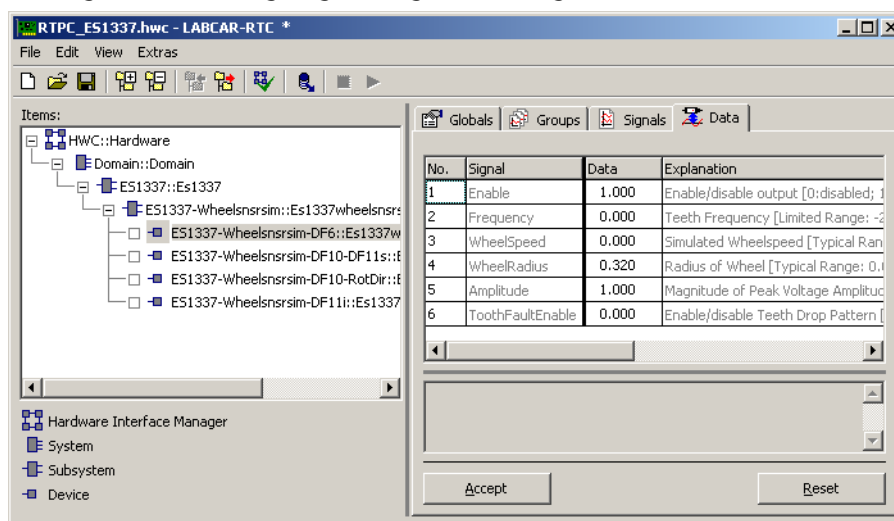 RTPC_ES1337.hwc - LABCAR-RTC *
File Edit View Extras
Items:
HWC::Hardware
Domain::Domain
ES1337::Es1337
ES1337-Wheelsnsrsim::Es1337wheelsnsrs
ES1337-Wheelsnsrsim-DF6::Es1337w
ES1337-Wheelsnsrsim-DF10-DF11s::E
ES1337-Wheelsnsrsim-DF10-RotDir::E
ES1337-Wheelsnsrsim-DF11i::Es1337
Hardware Interface Manager
System
Subsystem
Device
Globals Groups Signals Data
No. Signal Data Explanation
1 Enable 1.000 Enable/disable output [0:disabled; 1
2 Frequency 0.000 Teeth Frequency [Limited Range: -2
3 WheelSpeed 0.000 Simulated Wheelspeed [Typical Ran
4 WheelRadius 0.320 Radius of Wheel [Typical Range: 0.
5 Amplitude 1.000 Magnitude of Peak Voltage Amplituc
6 ToothFaultEnable 0.000 Enable/disable Teeth Drop Pattern [
Accept Reset